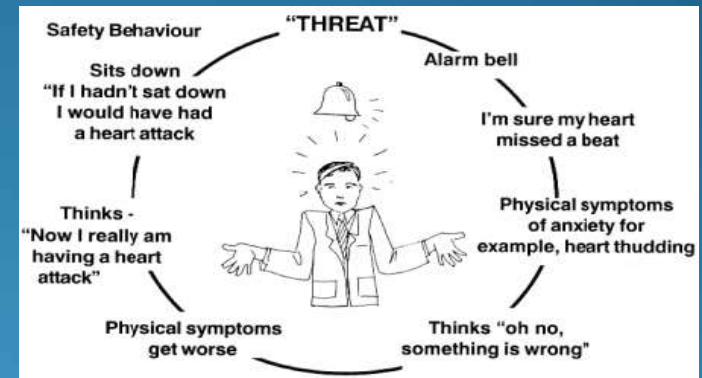 "THREAT"
Alarm bell
I'm sure my heart
missed a beat
Physical symptoms
of anxiety for
example, heart thudding
Thinks "oh no,
something is wrong"
Physical symptoms
get worse
Thinks -
"Now I really am
having a heart
attack"
Safety Behaviour
Sits down
"If I hadn't sat down
I would have had
a heart attack